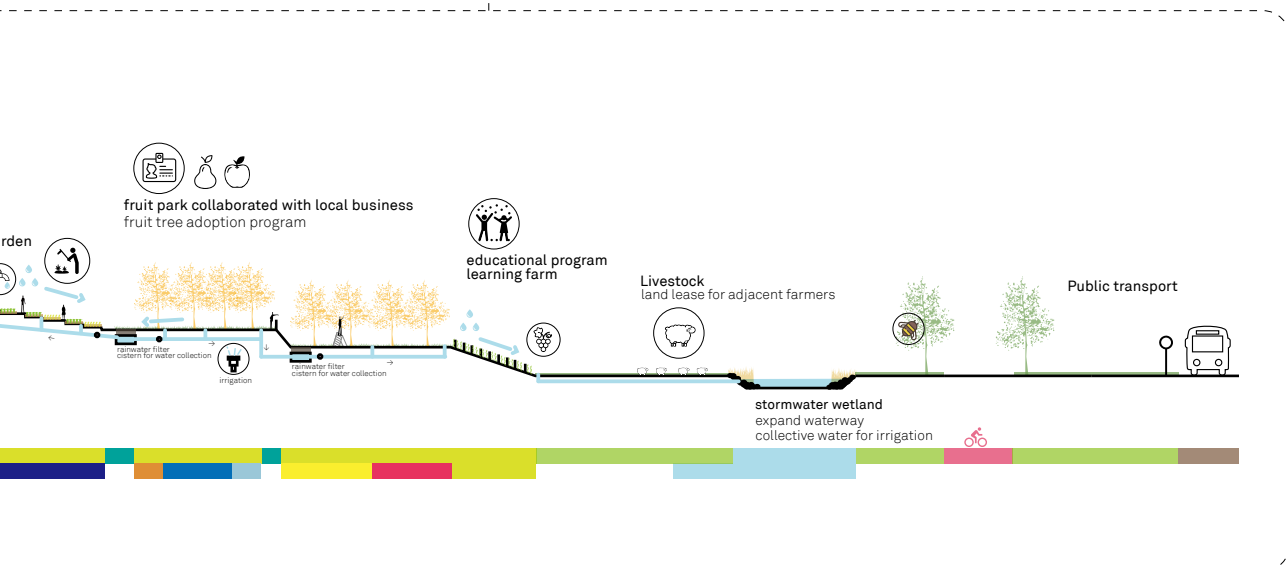 fruit park collaborated with local business
fruit tree adoption program
rden
educational program
learning farm
Livestock
land lease for adjacent farmers
Public transport
rainwater filter
cistern for water collection
irrigation
rainwater filter
cistern for water collection
stormwater wetland
expand waterway
collective water for irrigation